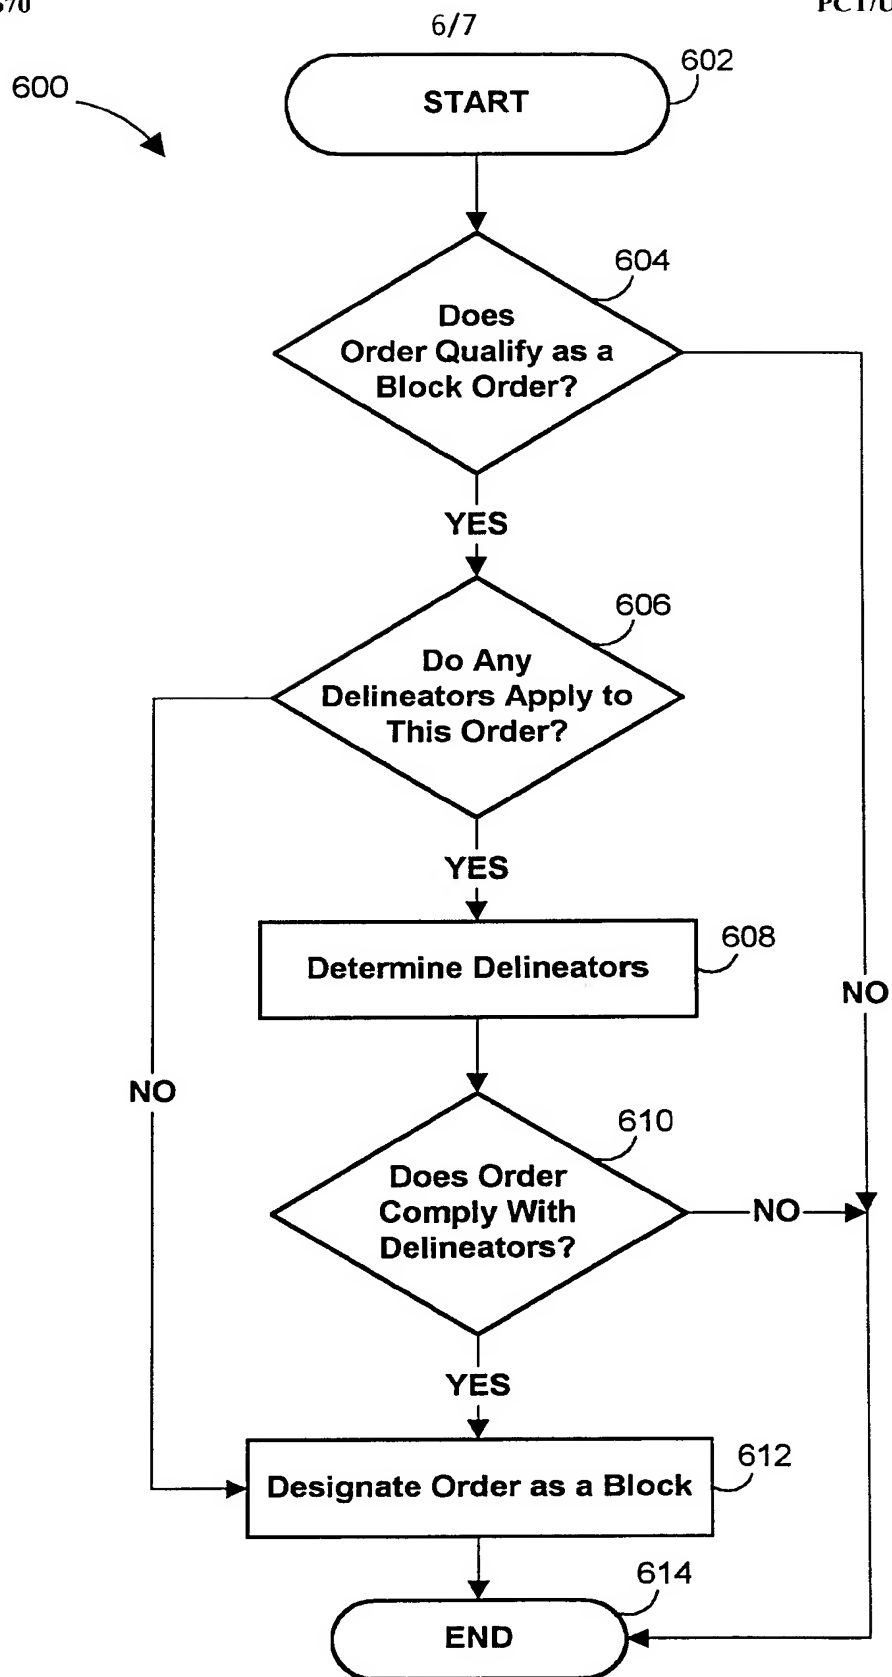 6/7
600
602
START
604
Does
Order Qualify as a
Block Order?
YES
606
Do Any
Delineators Apply to
This Order?
YES
608
Determine Delineators
NO
NO
610
Does Order
Comply With
Delineators?
NO
YES
612
Designate Order as a Block
614
END